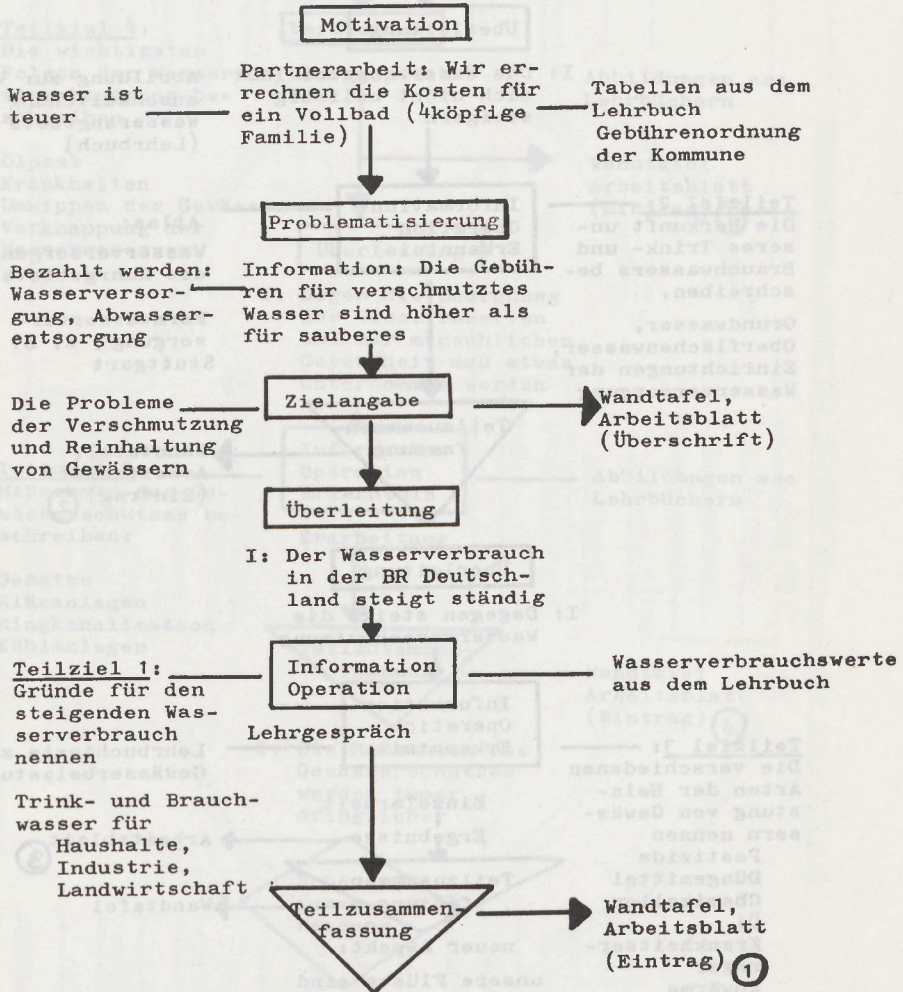 Motivation
Wasser ist
teuer
Partnerarbeit: Wir er-
rechnen die Kosten für
ein Vollbad (4köpfige
Familie)
Tabellen aus dem
Lehrbuch
Gebührenordnung
der Kommune
Problematisierung
Bezahlt werden:
Wasserversor-
gung, Abwasser-
entsorgung
Information: Die Gebüh-
ren für verschmutztes
Wasser sind höher als
für sauberes
Die Probleme
der Verschmutzung
und Reinhaltung
von Gewässern
Zielangabe
Wandtafel,
Arbeitsblatt
(Überschrift)
Überleitung
I: Der Wasserverbrauch
in der BR Deutsch-
land steigt ständig
Teilziel 1:
Gründe für den
steigenden Was-
serverbrauch
nennen
Information
Operation
Wasserverbrauchswerte
aus dem Lehrbuch
Lehrgespräch
Trink- und Brauch-
wasser für
Haushalte,
Industrie,
Landwirtschaft
Teilzusammen-
fassung
Wandtafel,
Arbeitsblatt
(Eintrag) 1